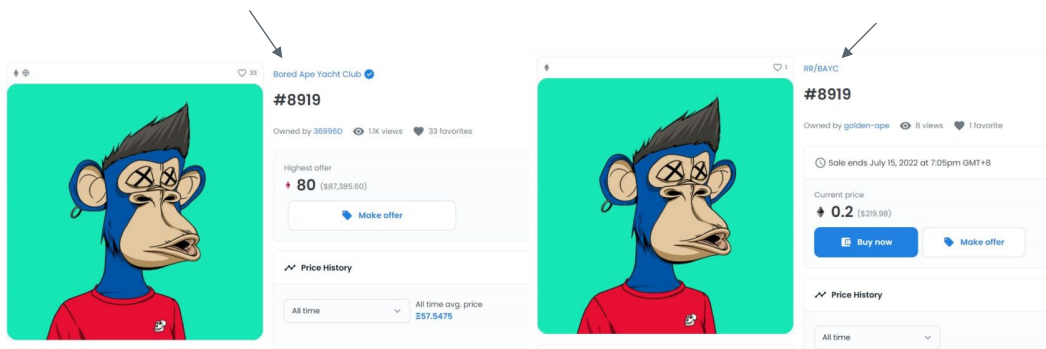 33
Bored Ape Yacht Club
#8919
Owned by 36996D 1.1K views 33 favorites
Highest offer
80 ($87,385.60)
Make offer
Price History
All time
All time avg. price
Ξ57.5475
1
RR/BAYC
#8919
Owned by golden-ape 8 views 1 favorite
Sale ends July 15, 2022 at 7:05pm GMT+8
Current price
0.2 ($219.98)
Buy now Make offer
Price History
All time